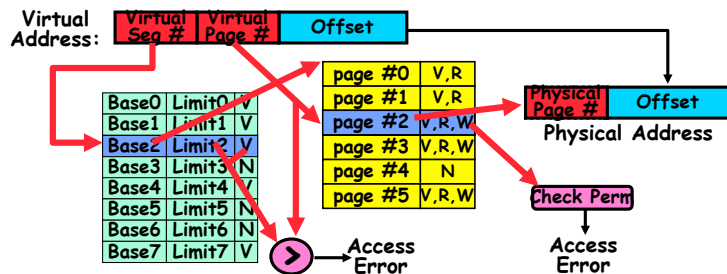 Virtual
Address:
Virtual
Seg #
Virtual
Page #
Offset
Base0 Limit0 V
Base1 Limit1 V
Base2 Limit2 V
Base3 Limit3 N
Base4 Limit4 V
Base5 Limit5 N
Base6 Limit6 N
Base7 Limit7 V
page #0 V,R
page #1 V,R
page #2 V,R,W
page #3 V,R,W
page #4 N
page #5 V,R,W
Physical
Page #
Offset
Physical Address
Check Perm
>
Access
Error
Access
Error